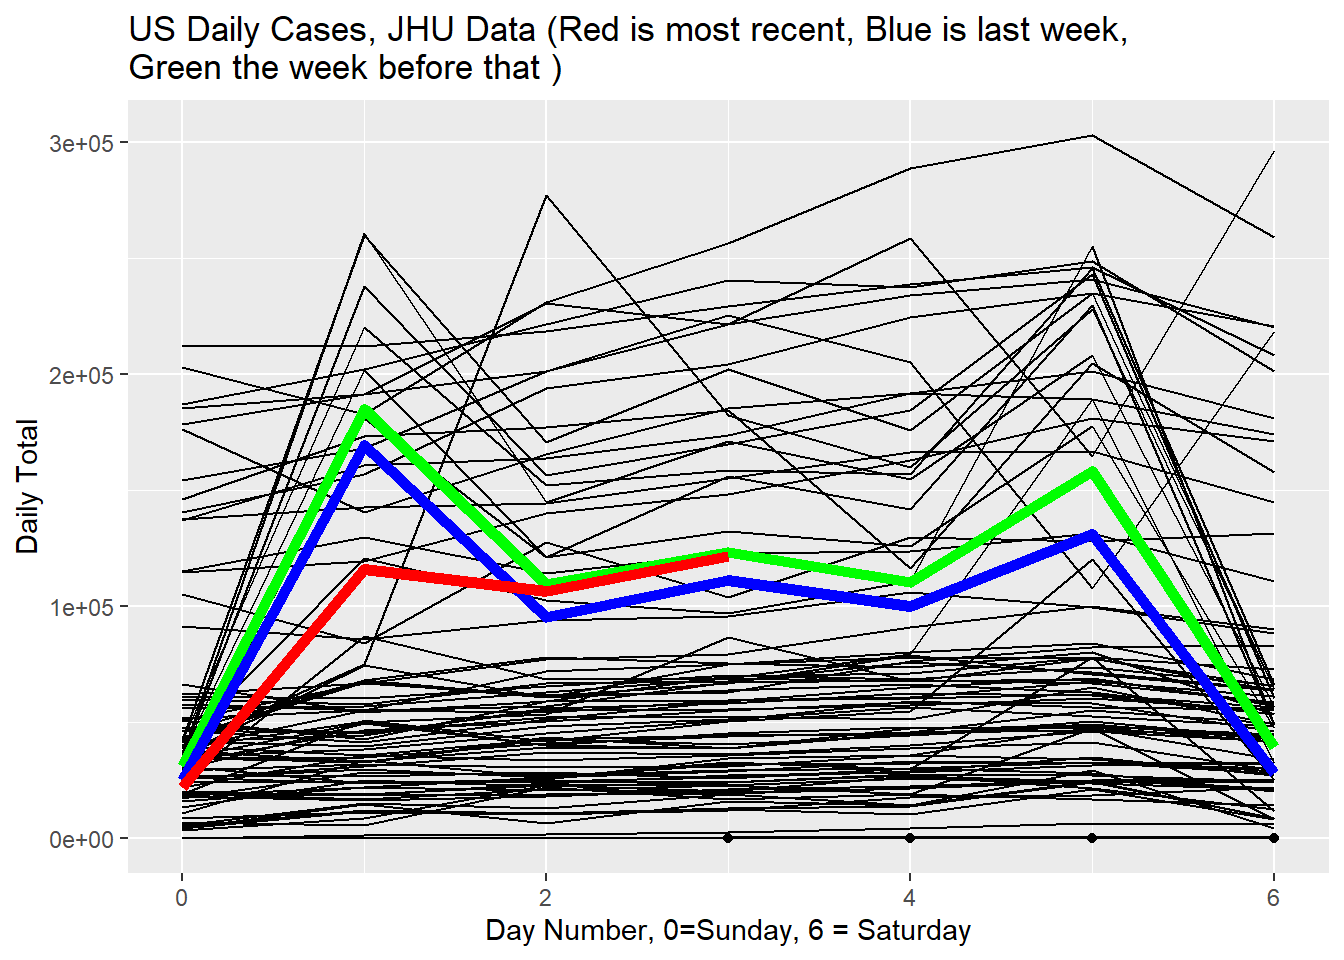 US Daily Cases, JHU Data (Red is most recent, Blue is last week,
Green the week before that )
3e+05
2e+05
1e+05
0e+00
Daily Total
0 2 4 6
Day Number, 0=Sunday, 6 = Saturday